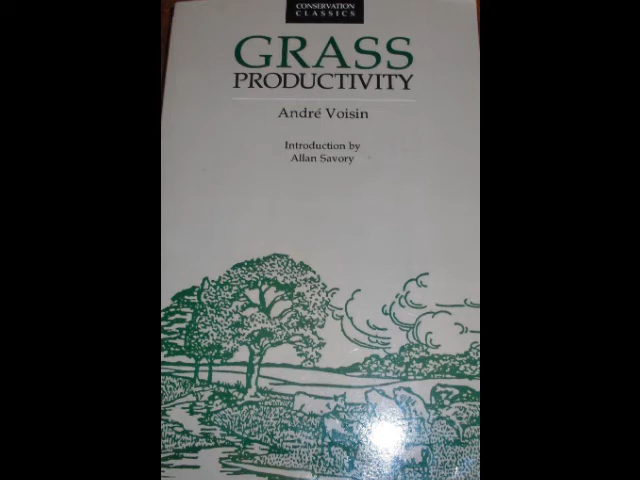 CONSERVATION
CLASSICS
GRASS
PRODUCTIVITY
André Voisin
Introduction by
Allan Savory